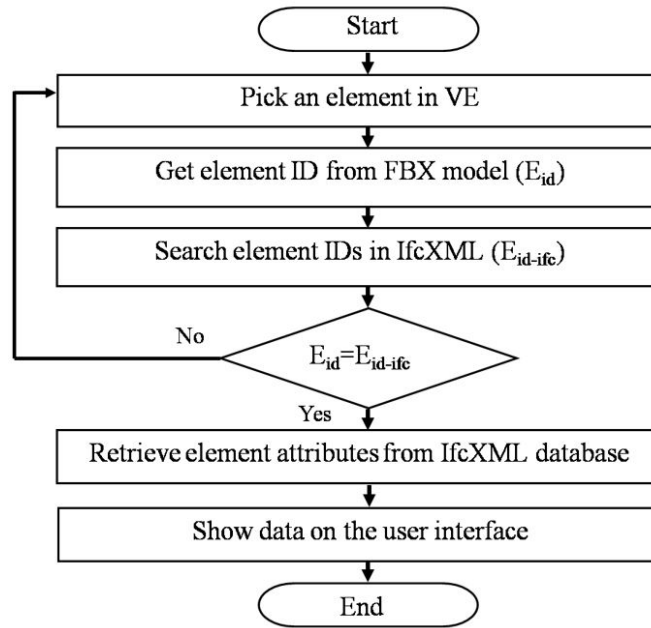 Start
Pick an element in VE
Get element ID from FBX model (Eid)
Search element IDs in IfcXML (Eid-ifc)
No
Eid=Eid-ifc
Yes
Retrieve element attributes from IfcXML database
Show data on the user interface
End